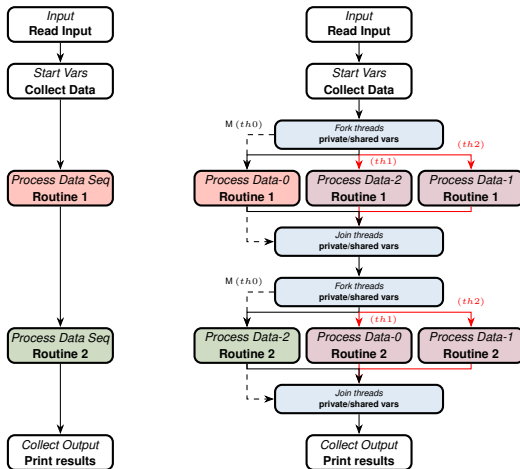 Input
Read Input
Start Vars
Collect Data
Process Data Seq
Routine 1
Process Data Seq
Routine 2
Collect Output
Print results
Input
Read Input
Start Vars
Collect Data
M (th0)
Fork threads
private/shared vars
(th1)
(th2)
Process Data-0
Routine 1
Process Data-2
Routine 1
Process Data-1
Routine 1
Join threads
private/shared vars
M (th0)
Fork threads
private/shared vars
(th1)
(th2)
Process Data-2
Routine 2
Process Data-0
Routine 2
Process Data-1
Routine 2
Join threads
private/shared vars
Collect Output
Print results